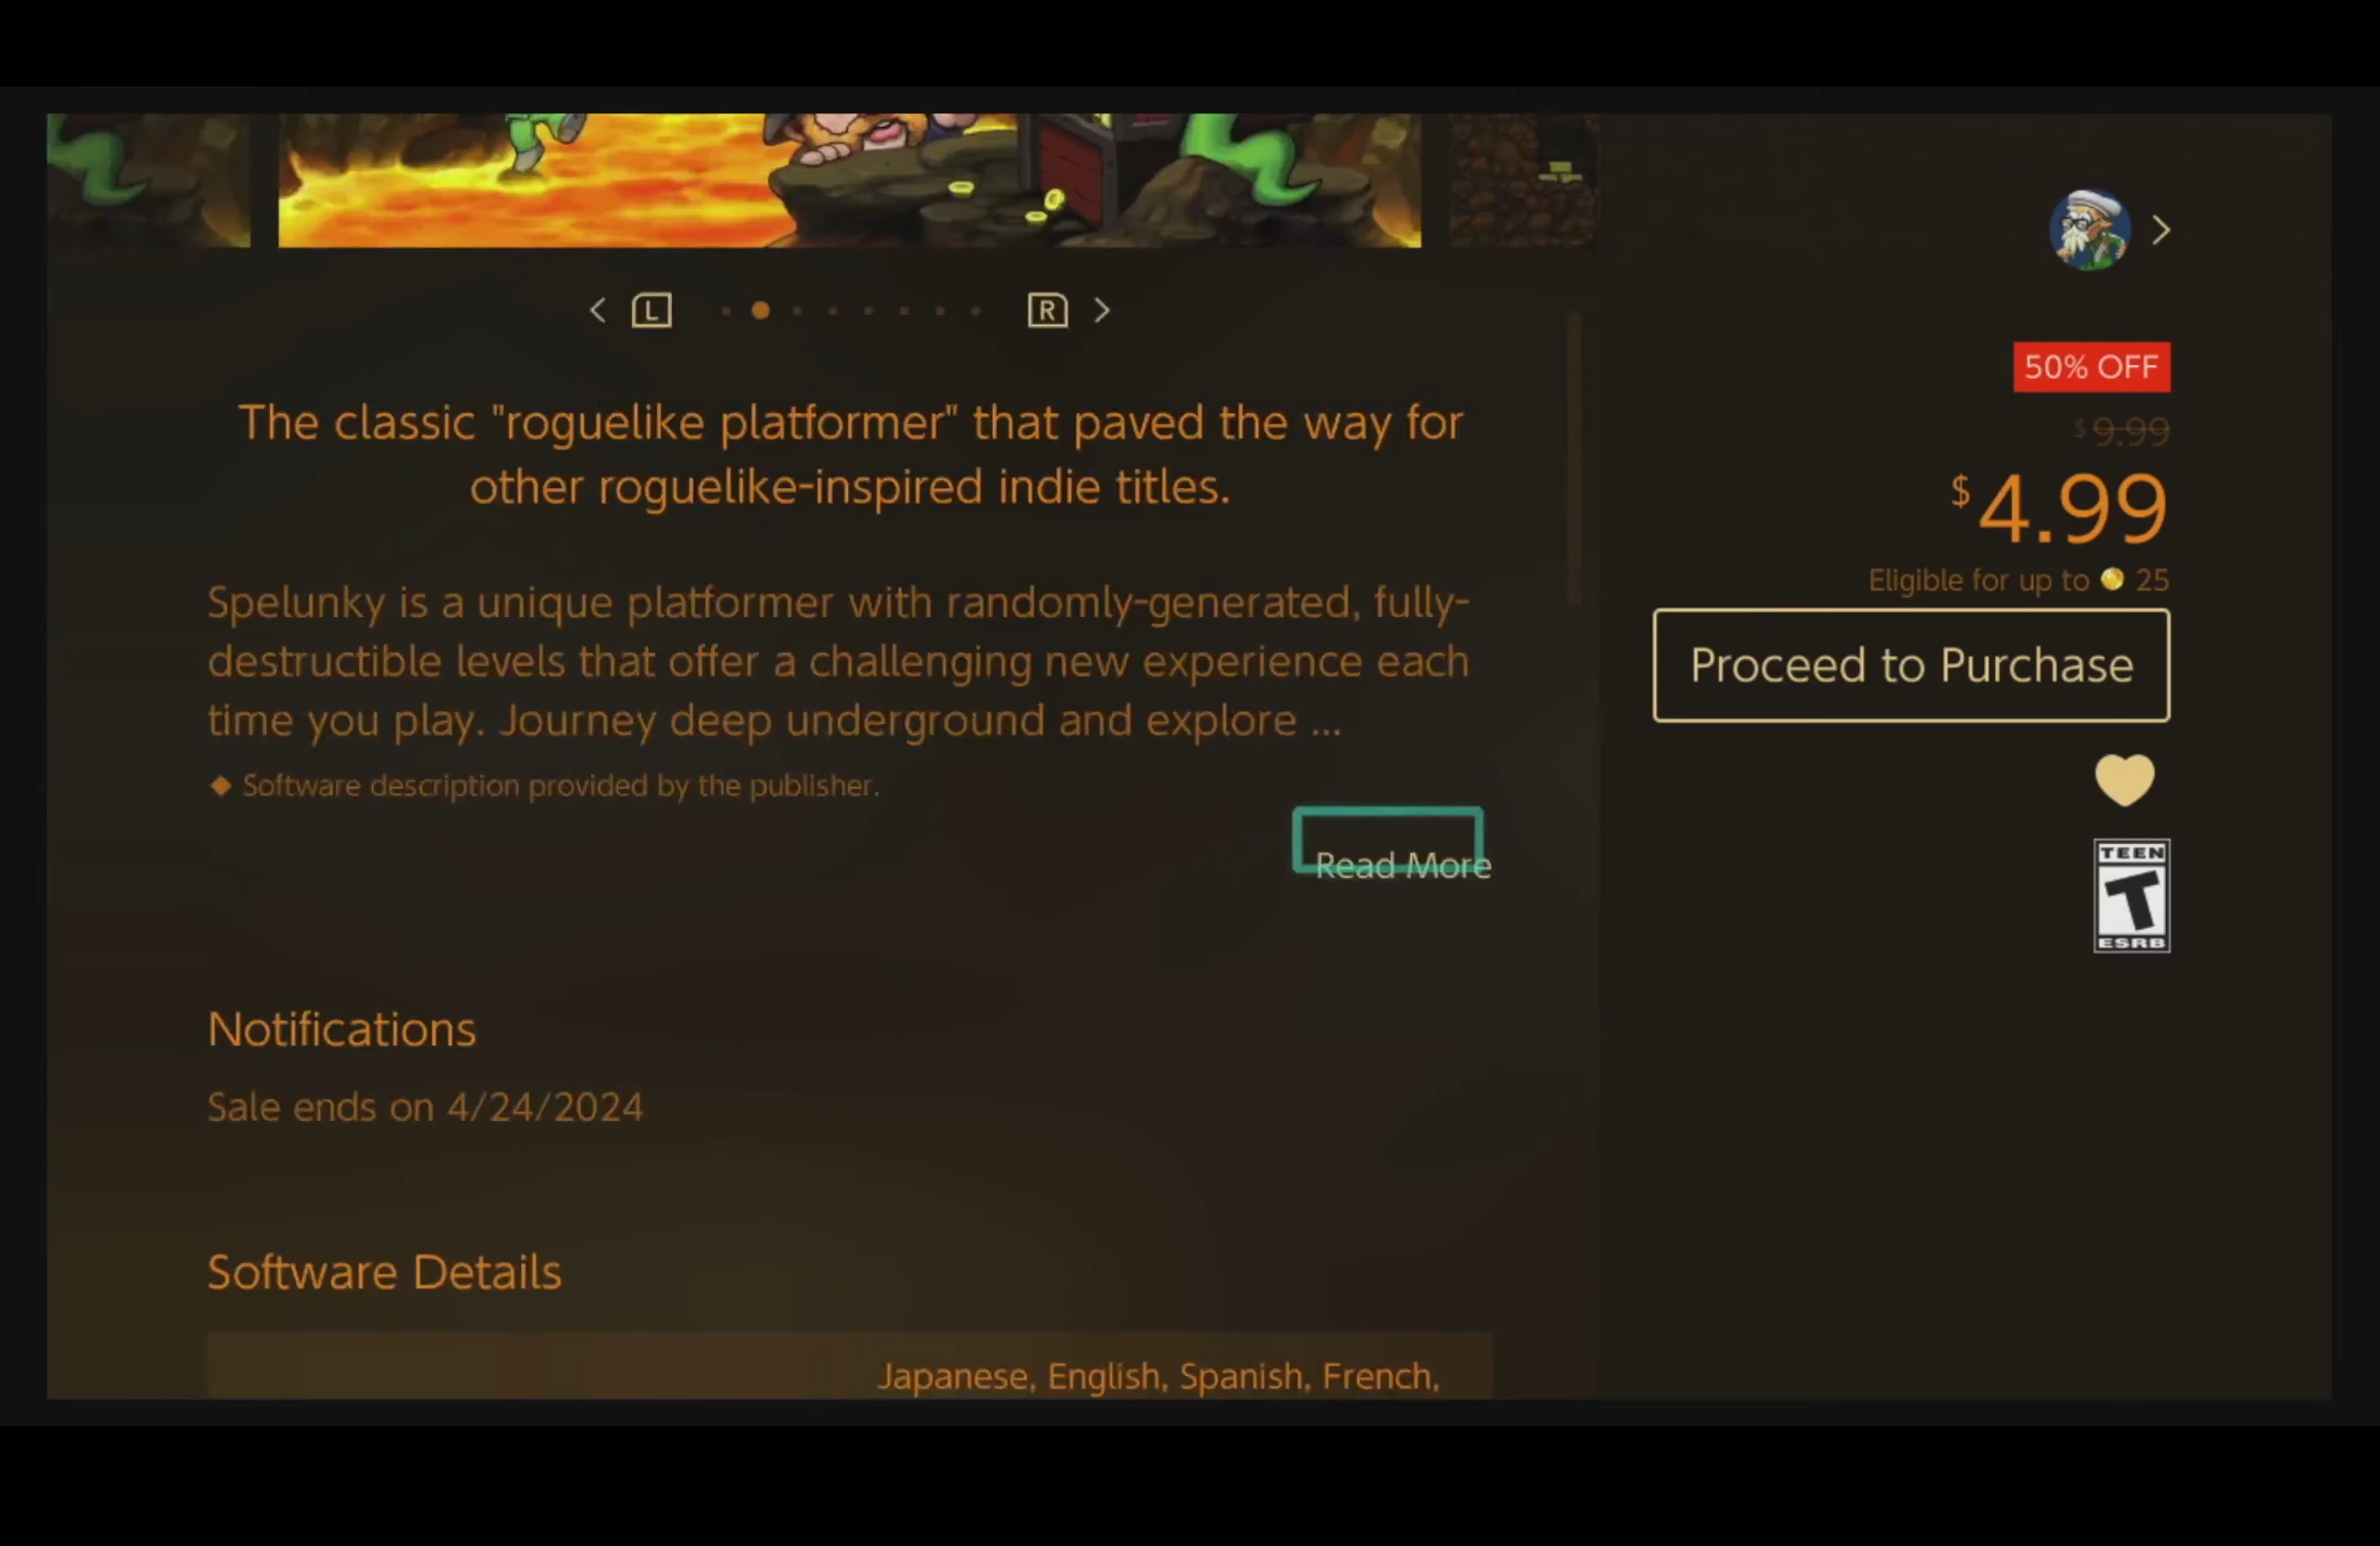 L
R
The classic "roguelike platformer" that paved the way for
other roguelike-inspired indie titles.
Spelunky is a unique platformer with randomly-generated, fully-
destructible levels that offer a challenging new experience each
time you play. Journey deep underground and explore ...
◆ Software description provided by the publisher.
Read More
Notifications
Sale ends on 4/24/2024
Software Details
Japanese, English, Spanish, French,
50% OFF
$9.99
$4.99
Eligible for up to 25
Proceed to Purchase
TEEN
T
ESRB